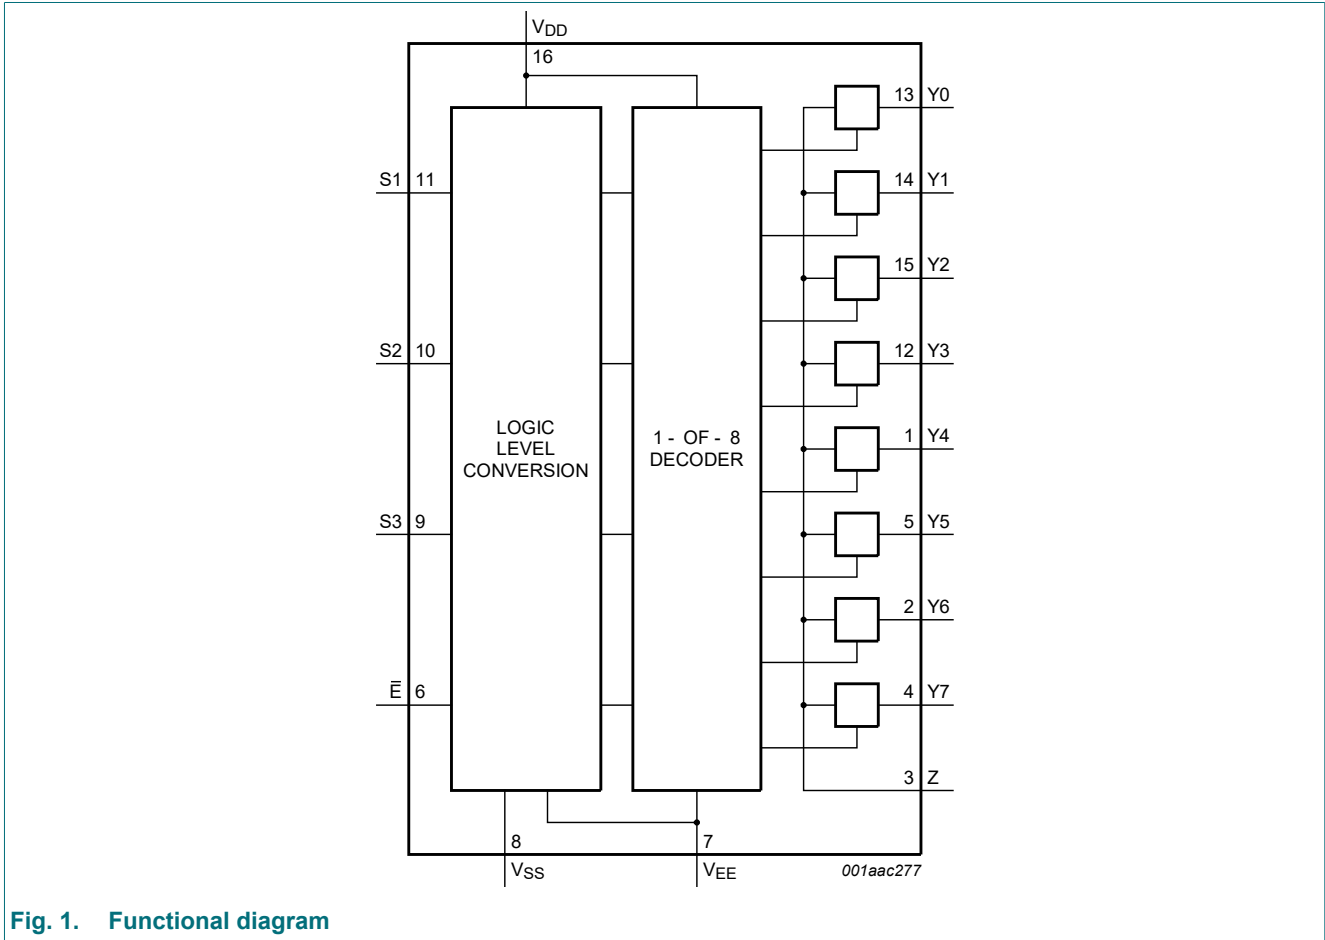 VDD
16
13 Y0
S1 11
14 Y1
15 Y2
S2 10
12 Y3
LOGIC
LEVEL
CONVERSION
1 - OF - 8
DECODER
1 Y4
S3 9
5 Y5
2 Y6
E̅ 6
4 Y7
3 Z
8
7
VSS
VEE
001aac277
Fig. 1. Functional diagram